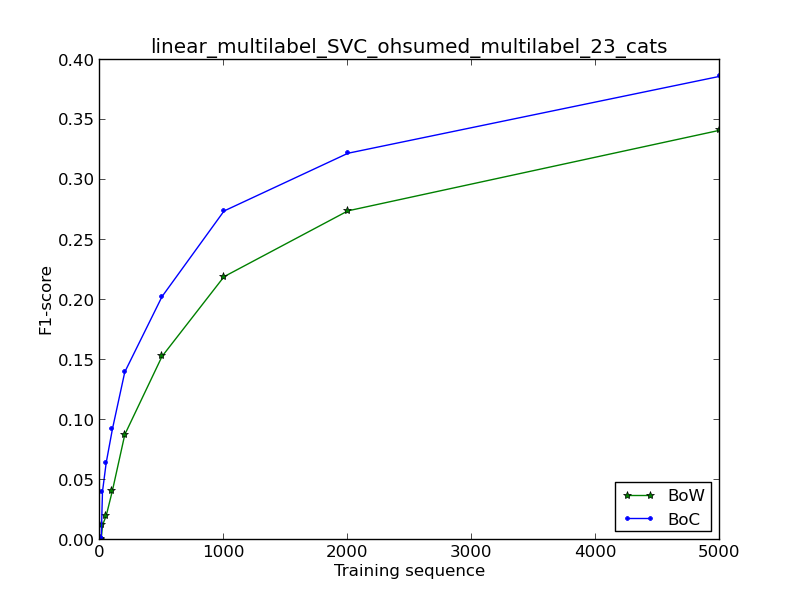 linear_multilabel_SVC_ohsumed_multilabel_23_cats
0.40
0.35
0.30
0.25
0.20
0.15
0.10
0.05
0.00
F1-score
BoW
BoC
0 1000 2000 3000 4000 5000
Training sequence